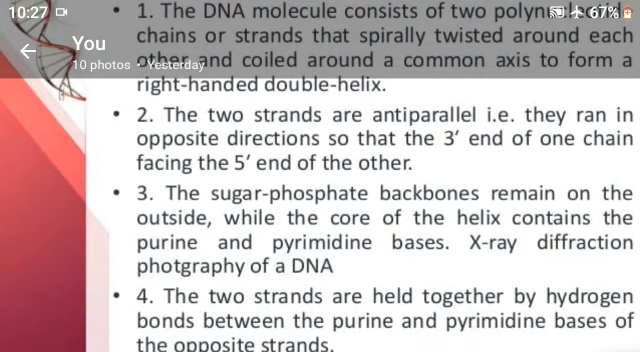 10:27 67%
• 1. The DNA molecule consists of two
You
chains or strands that spirally twisted around each
10 photos • Yesterday
other and coiled around a common axis to form a
right-handed double-helix.
• 2. The two strands are antiparallel i.e. they ran in
opposite directions so that the 3′ end of one chain
facing the 5′ end of the other.
• 3. The sugar-phosphate backbones remain on the
outside, while the core of the helix contains the
purine and pyrimidine bases. X-ray diffraction
photgraphy of a DNA
• 4. The two strands are held together by hydrogen
bonds between the purine and pyrimidine bases of
the opposite strands.